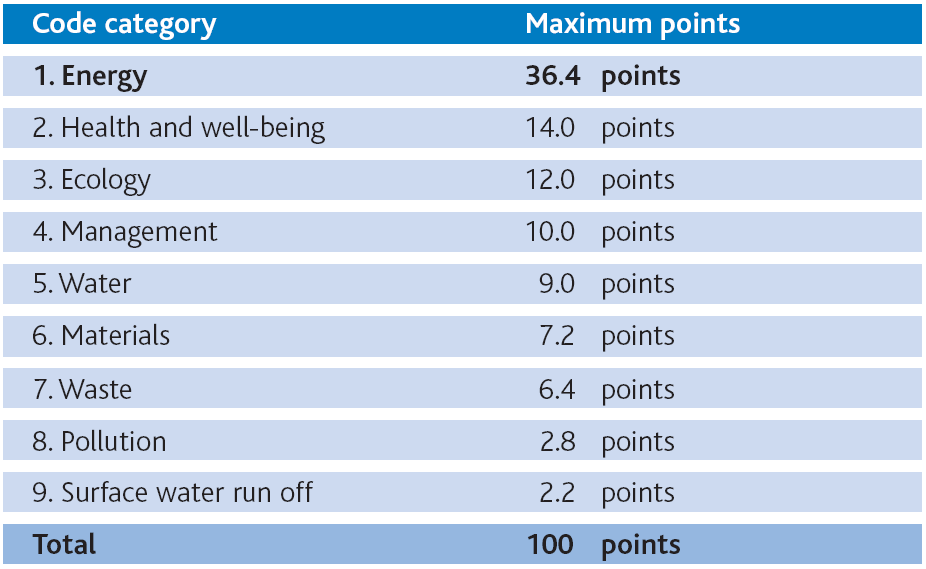 Code category Maximum points
1. Energy 36.4 points
2. Health and well-being 14.0 points
3. Ecology 12.0 points
4. Management 10.0 points
5. Water 9.0 points
6. Materials 7.2 points
7. Waste 6.4 points
8. Pollution 2.8 points
9. Surface water run off 2.2 points
Total 100 points